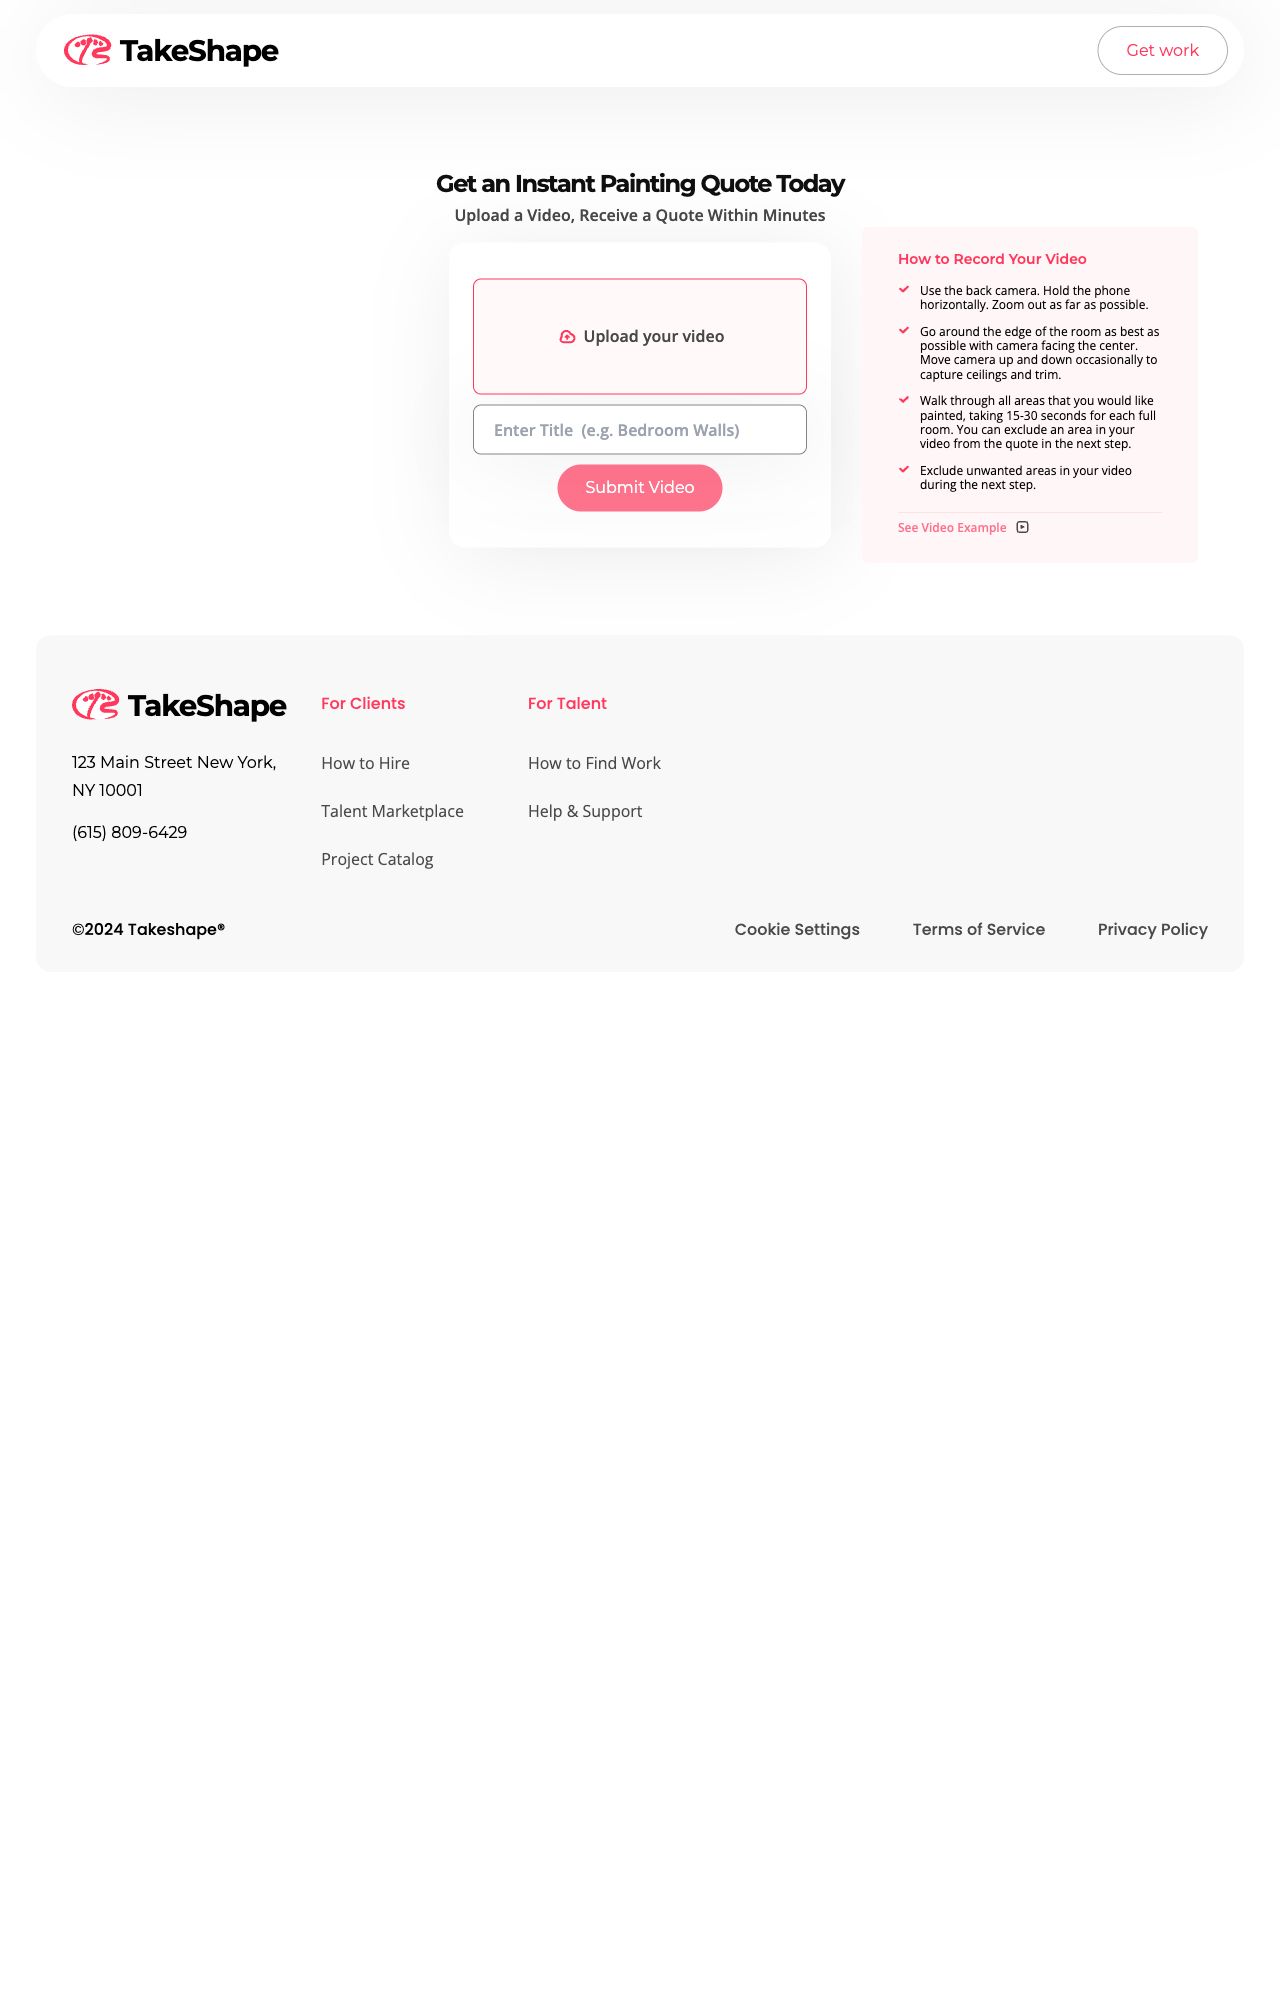 TakeShape
Get work
Get an Instant Painting Quote Today
Upload a Video, Receive a Quote Within Minutes
Upload your video
Enter Title (e.g. Bedroom Walls)
Submit Video
How to Record Your Video
Use the back camera. Hold the phone
horizontally. Zoom out as far as possible.
Go around the edge of the room as best as
possible with camera facing the center.
Move camera up and down occasionally to
capture ceilings and trim.
Walk through all areas that you would like
painted, taking 15-30 seconds for each full
room. You can exclude an area in your
video from the quote in the next step.
Exclude unwanted areas in your video
during the next step.
See Video Example
TakeShape
123 Main Street New York,
NY 10001
(615) 809-6429
For Clients
How to Hire
Talent Marketplace
Project Catalog
For Talent
How to Find Work
Help & Support
©2024 Takeshape®
Cookie Settings
Terms of Service
Privacy Policy